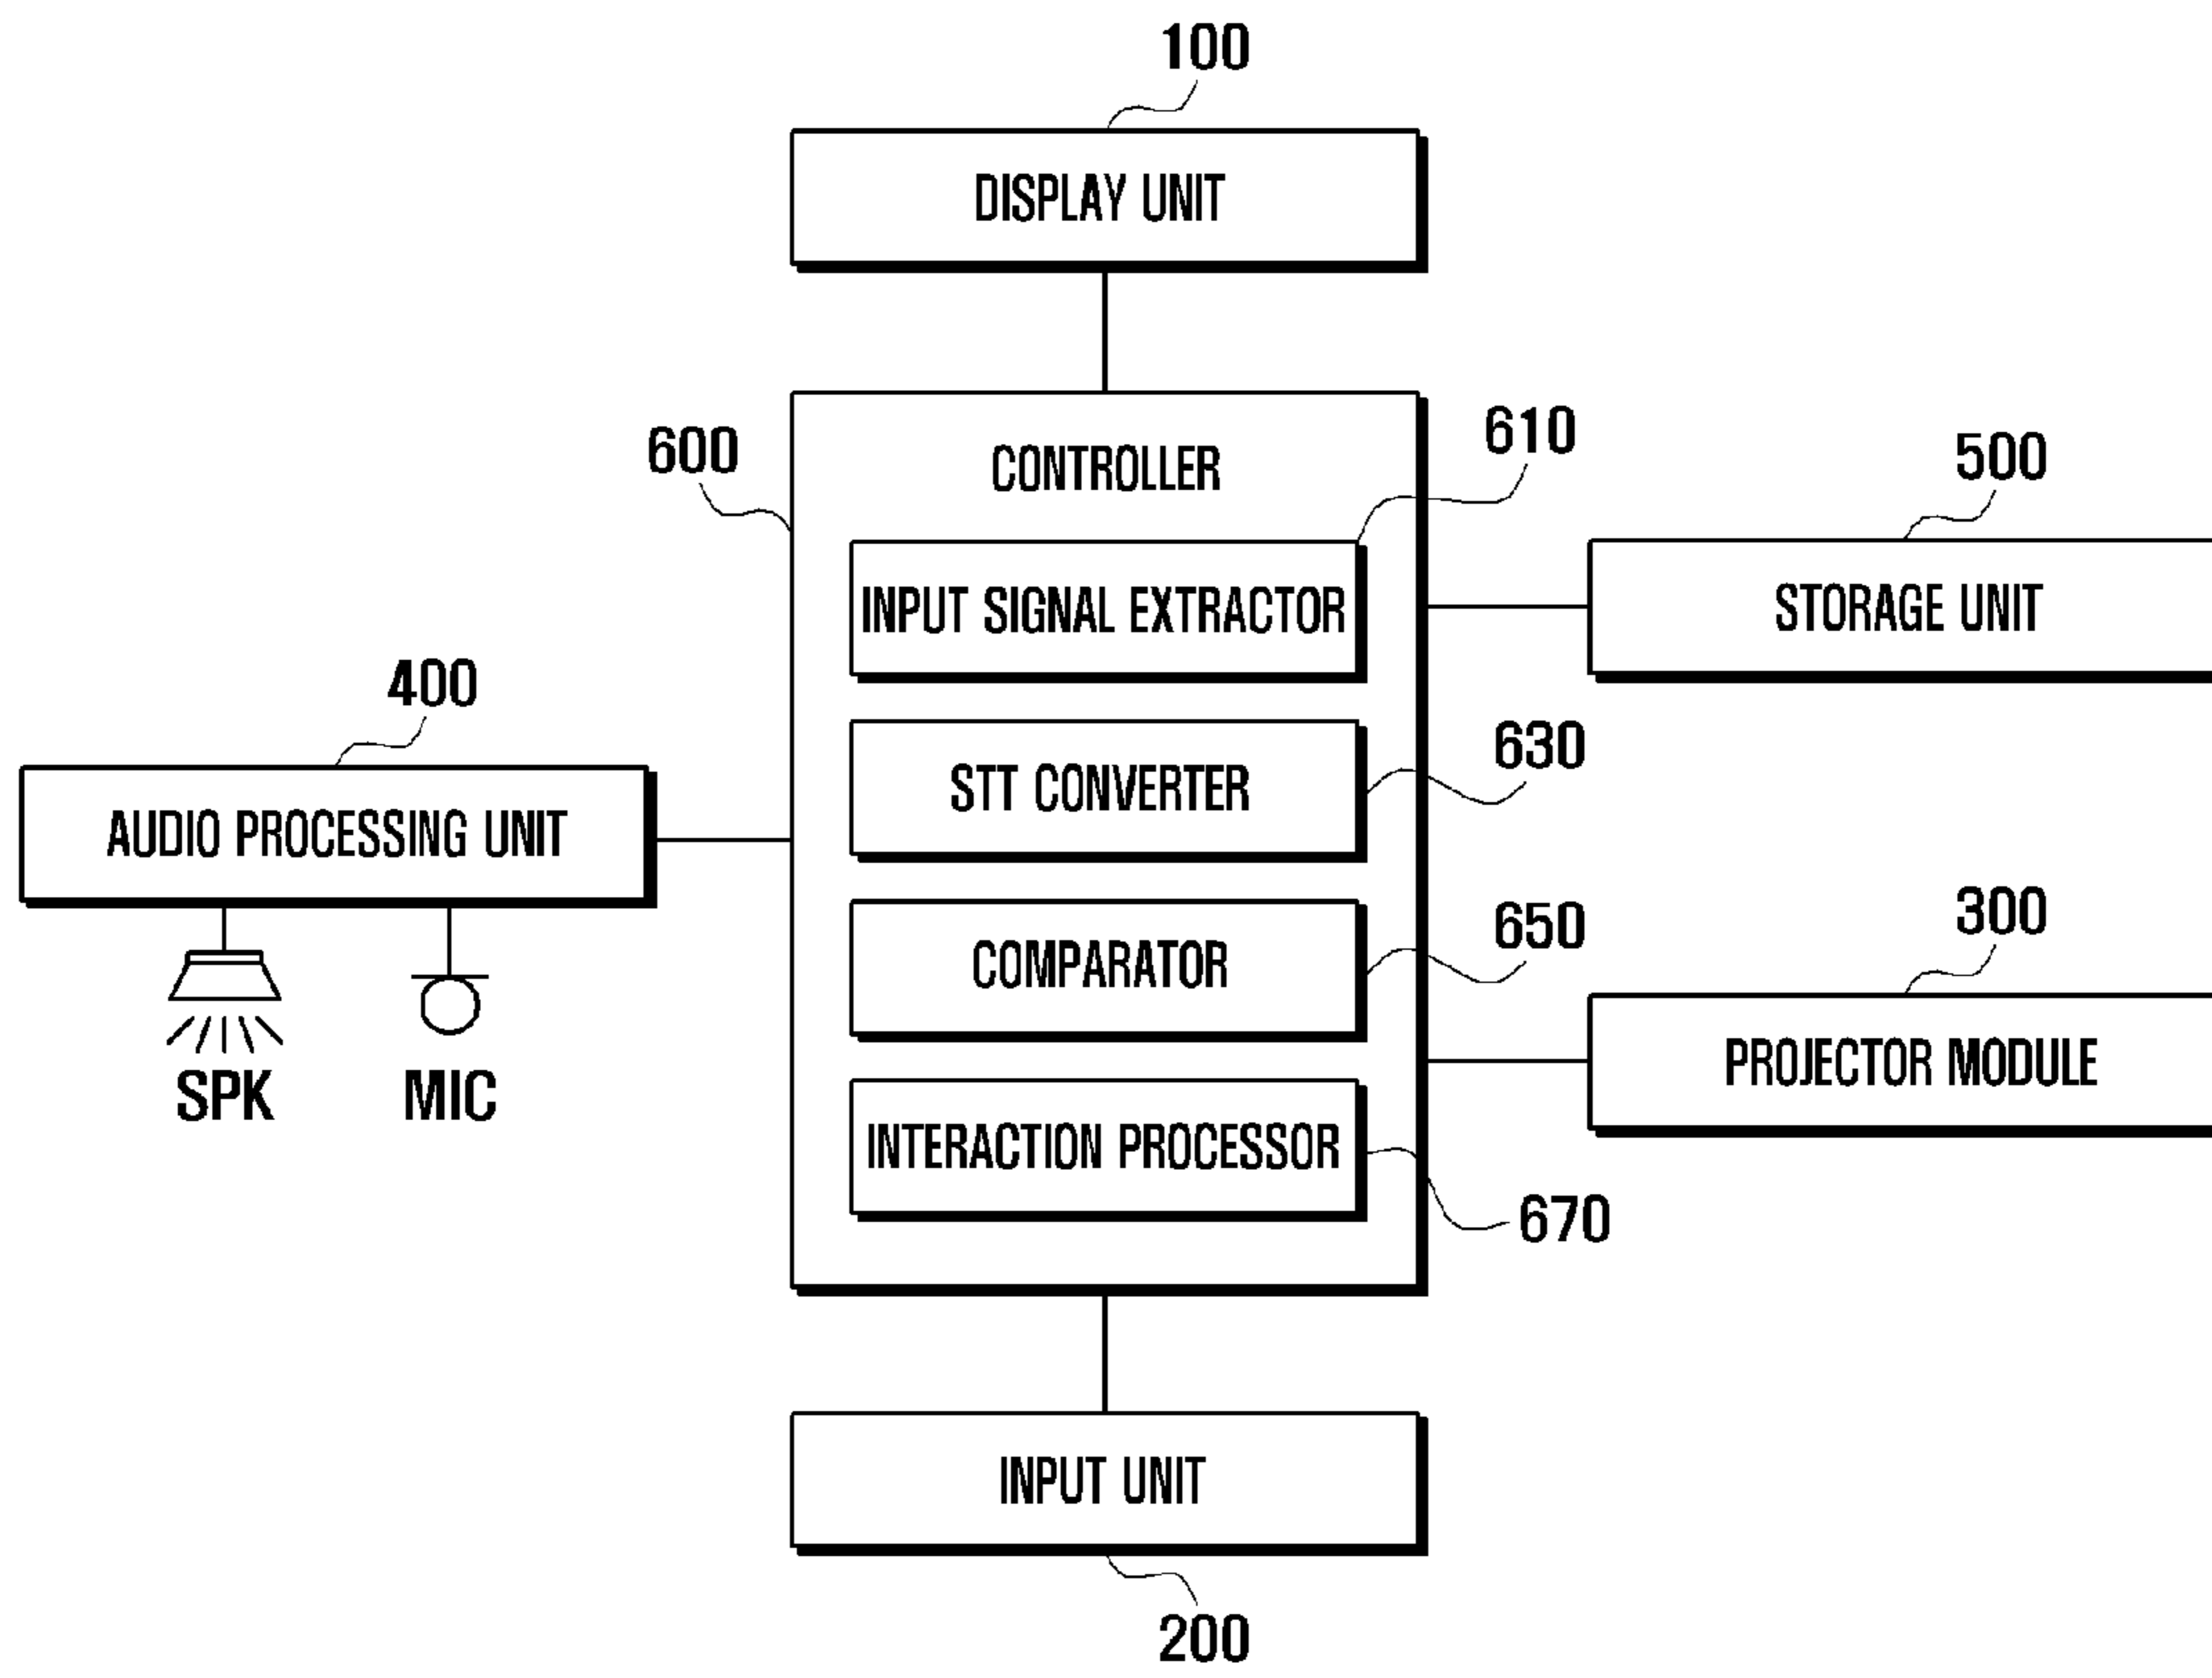 100
DISPLAY UNIT
600
CONTROLLER
610
INPUT SIGNAL EXTRACTOR
500
STORAGE UNIT
400
AUDIO PROCESSING UNIT
SPK
MIC
STT CONVERTER
630
COMPARATOR
650
300
PROJECTOR MODULE
INTERACTION PROCESSOR
670
INPUT UNIT
200